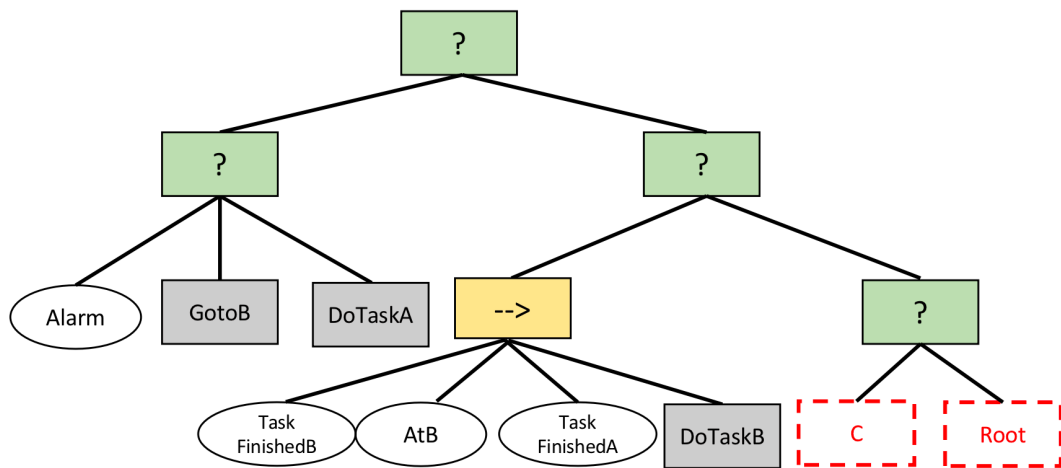 ?
?
?
Alarm
GotoB
DoTaskA
-->
?
Task
FinishedB
AtB
Task
FinishedA
DoTaskB
C
Root